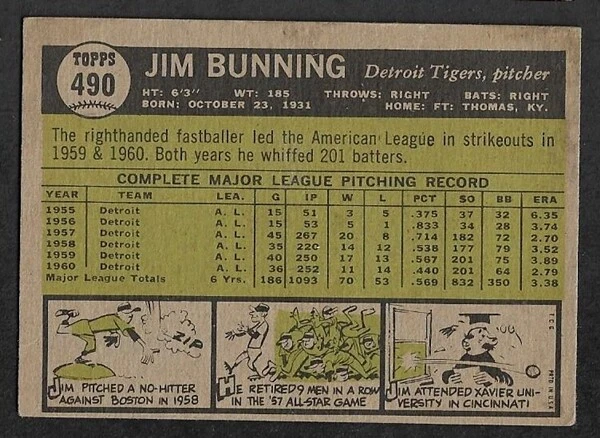 TOPPS
490
JIM BUNNING Detroit Tigers, pitcher
HT: 6'3" WT: 185 THROWS: RIGHT BATS: RIGHT
BORN: OCTOBER 23, 1931 HOME: FT: THOMAS, KY.
The righthanded fastballer led the American League in strikeouts in
1959 & 1960. Both years he whiffed 201 batters.
COMPLETE MAJOR LEAGUE PITCHING RECORD
YEAR TEAM LEA. G IP W L PCT SO BB ERA
1955 Detroit A. L. 15 51 3 5 .375 37 32 6.35
1956 Detroit A. L. 15 53 5 1 .833 34 28 3.74
1957 Detroit A. L. 45 267 20 8 .714 182 72 2.70
1958 Detroit A. L. 35 220 14 12 .538 177 79 3.52
1959 Detroit A. L. 40 250 17 13 .567 201 75 3.89
1960 Detroit A. L. 36 252 11 14 .440 201 64 2.79
Major League Totals 6 Yrs. 186 1093 70 53 .569 832 350 3.38
ZIP
JIM PITCHED A NO-HITTER
AGAINST BOSTON IN 1958
HE RETIRED 9 MEN IN A ROW
IN THE '57 ALL-STAR GAME
JIM ATTENDED XAVIER UNI-
VERSITY IN CINCINNATI
T.C.G.
PRTD. IN U.S.A.